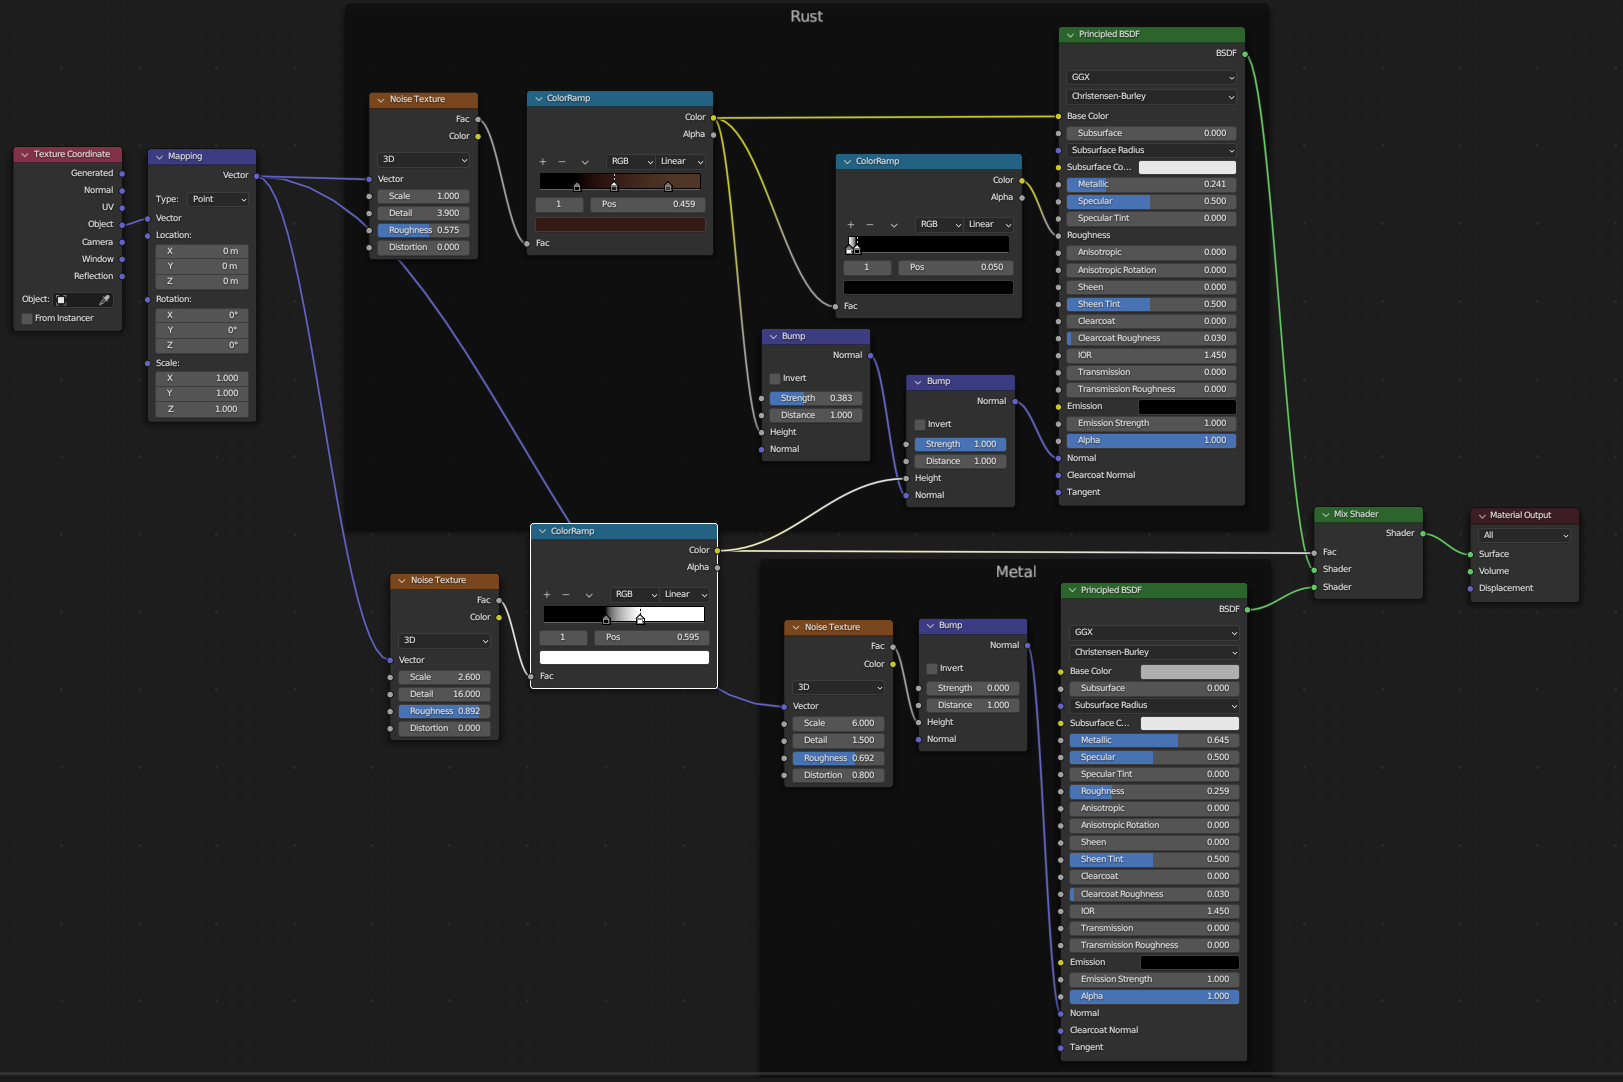 Rust
Texture Coordinate
Generated
Normal
UV
Object
Camera
Window
Reflection
Object:
From Instancer
Mapping
Vector
Type: Point
Vector
Location:
X 0 m
Y 0 m
Z 0 m
Rotation:
X 0°
Y 0°
Z 0°
Scale:
X 1.000
Y 1.000
Z 1.000
Noise Texture
Fac
Color
3D
Vector
Scale 1.000
Detail 3.900
Roughness 0.575
Distortion 0.000
ColorRamp
Color
Alpha
+ − RGB Linear
1 Pos 0.459
Fac
ColorRamp
Color
Alpha
+ − RGB Linear
1 Pos 0.050
Fac
Bump
Normal
Invert
Strength 0.383
Distance 1.000
Height
Normal
Bump
Normal
Invert
Strength 1.000
Distance 1.000
Height
Normal
Principled BSDF
BSDF
GGX
Christensen-Burley
Base Color
Subsurface 0.000
Subsurface Radius
Subsurface Co...
Metallic 0.241
Specular 0.500
Specular Tint 0.000
Roughness
Anisotropic 0.000
Anisotropic Rotation 0.000
Sheen 0.000
Sheen Tint 0.500
Clearcoat 0.000
Clearcoat Roughness 0.030
IOR 1.450
Transmission 0.000
Transmission Roughness 0.000
Emission
Emission Strength 1.000
Alpha 1.000
Normal
Clearcoat Normal
Tangent
Noise Texture
Fac
Color
3D
Vector
Scale 2.600
Detail 16.000
Roughness 0.892
Distortion 0.000
ColorRamp
Color
Alpha
+ − RGB Linear
1 Pos 0.595
Fac
Metal
Noise Texture
Fac
Color
3D
Vector
Scale 6.000
Detail 1.500
Roughness 0.692
Distortion 0.800
Bump
Normal
Invert
Strength 0.000
Distance 1.000
Height
Normal
Principled BSDF
BSDF
GGX
Christensen-Burley
Base Color
Subsurface 0.000
Subsurface Radius
Subsurface C...
Metallic 0.645
Specular 0.500
Specular Tint 0.000
Roughness 0.259
Anisotropic 0.000
Anisotropic Rotation 0.000
Sheen 0.000
Sheen Tint 0.500
Clearcoat 0.000
Clearcoat Roughness 0.030
IOR 1.450
Transmission 0.000
Transmission Roughness 0.000
Emission
Emission Strength 1.000
Alpha 1.000
Normal
Clearcoat Normal
Tangent
Mix Shader
Shader
Fac
Shader
Shader
Material Output
All
Surface
Volume
Displacement